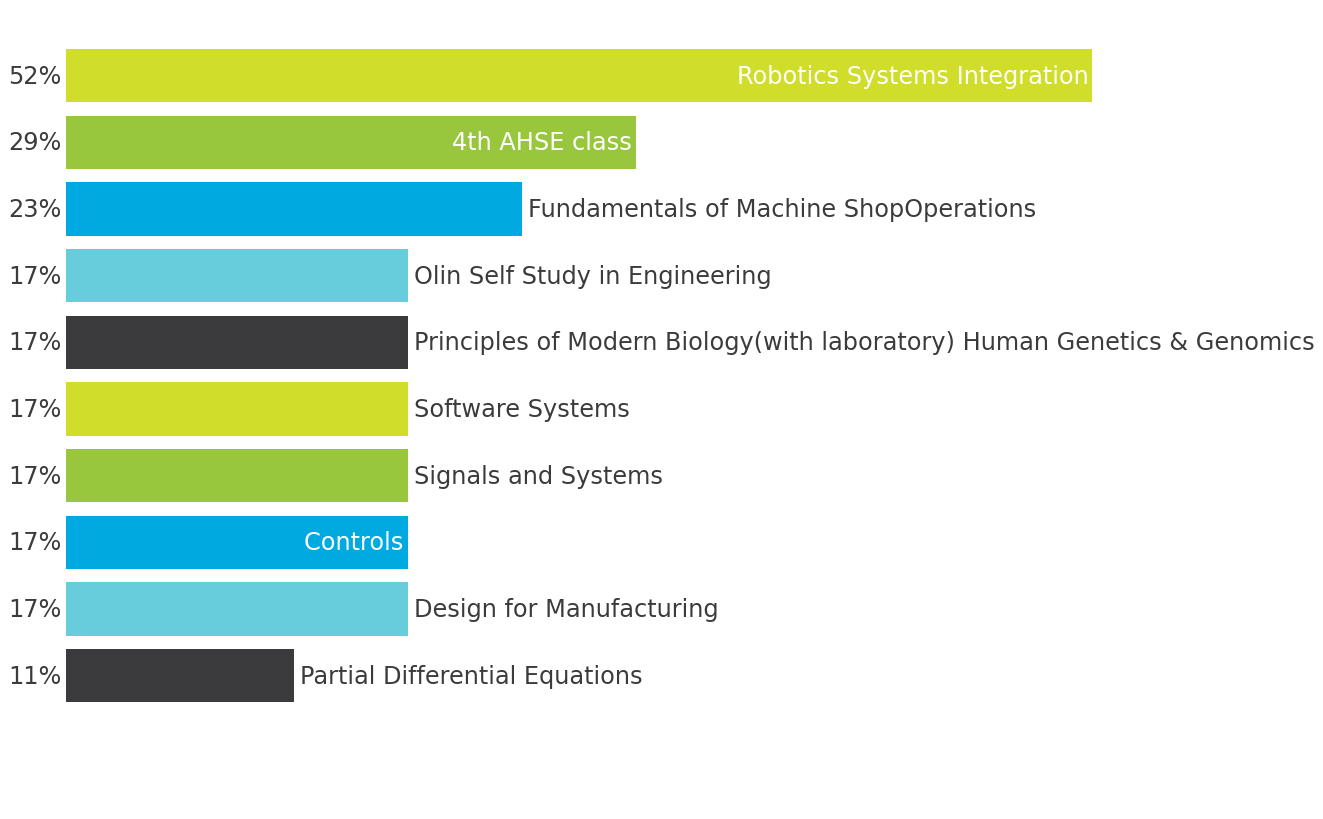 52% Robotics Systems Integration
29% 4th AHSE class
23% Fundamentals of Machine ShopOperations
17% Olin Self Study in Engineering
17% Principles of Modern Biology(with laboratory) Human Genetics & Genomics
17% Software Systems
17% Signals and Systems
17% Controls
17% Design for Manufacturing
11% Partial Differential Equations